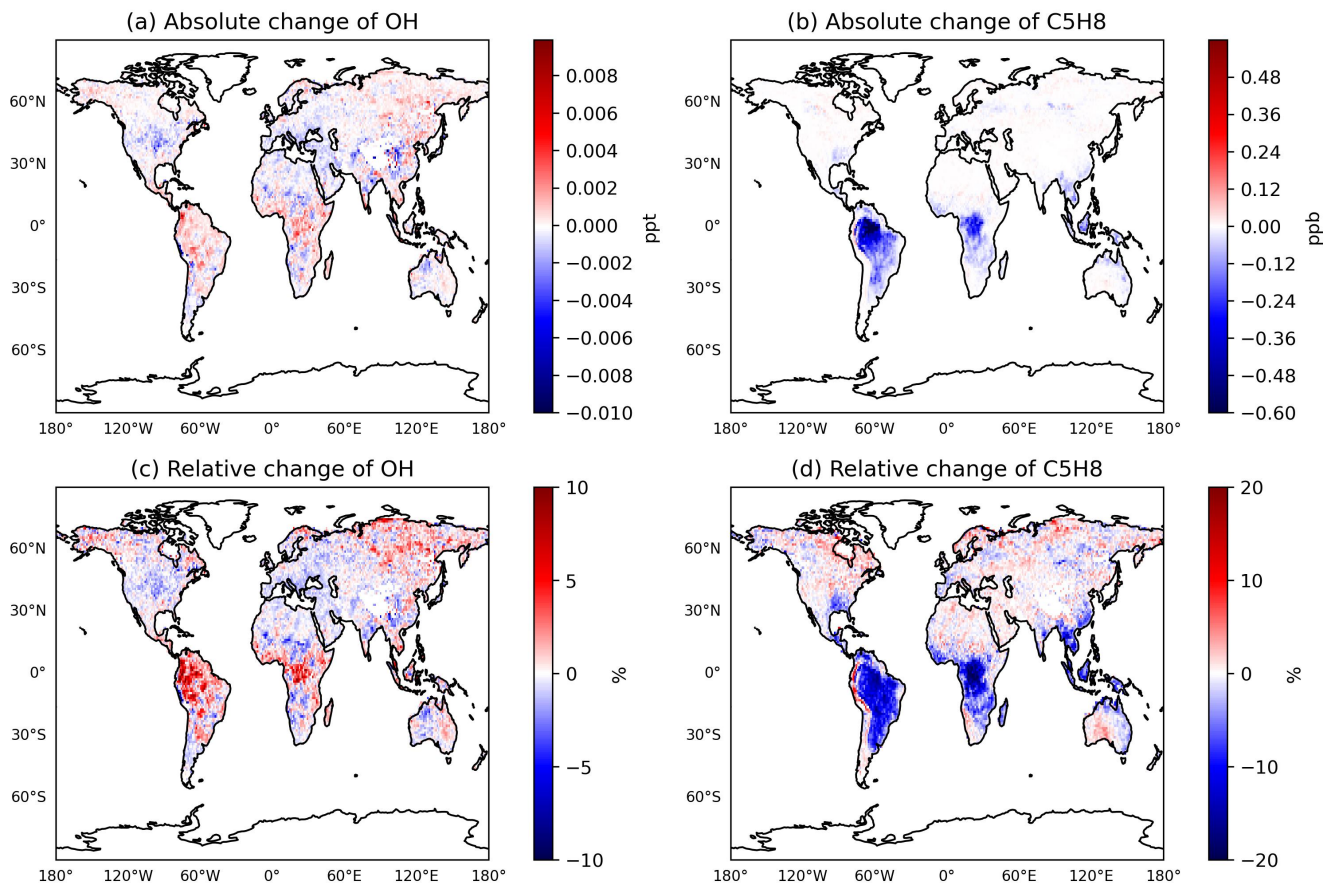 (a) Absolute change of OH
60°N
30°N
0°
30°S
60°S
180° 120°W 60°W 0° 60°E 120°E 180°
0.008
0.006
0.004
0.002
0.000
−0.002
−0.004
−0.006
−0.008
−0.010
ppt
(b) Absolute change of C5H8
60°N
30°N
0°
30°S
60°S
180° 120°W 60°W 0° 60°E 120°E 180°
0.48
0.36
0.24
0.12
0.00
−0.12
−0.24
−0.36
−0.48
−0.60
ppb
(c) Relative change of OH
60°N
30°N
0°
30°S
60°S
180° 120°W 60°W 0° 60°E 120°E 180°
10
5
0
−5
−10
%
(d) Relative change of C5H8
60°N
30°N
0°
30°S
60°S
180° 120°W 60°W 0° 60°E 120°E 180°
20
10
0
−10
−20
%